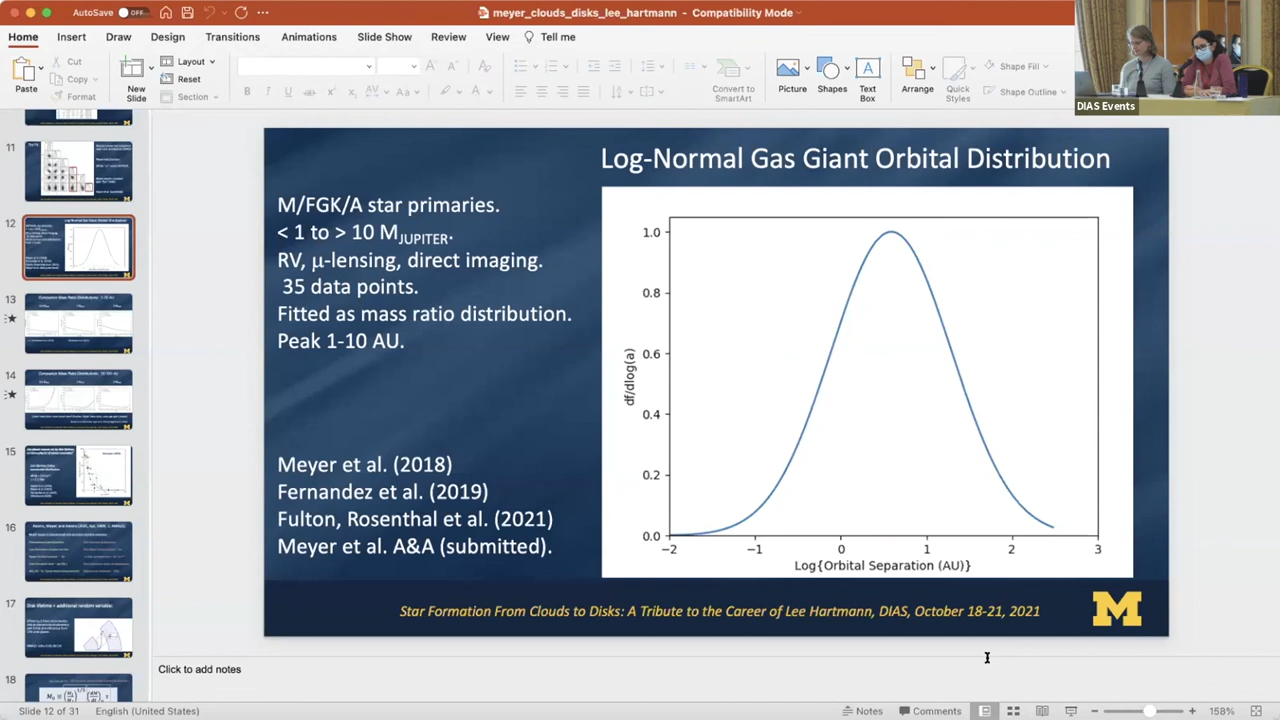 AutoSave OFF
meyer_clouds_disks_lee_hartmann - Compatibility Mode
Home Insert Draw Design Transitions Animations Slide Show Review View Tell me
Paste
Cut
Copy
Format
New Slide
Layout
Reset
Section
Convert to SmartArt
Picture
Shapes
Text Box
Arrange
Quick Styles
Shape Fill
Shape Outline
DIAS Events
11
12
13
14
15
16
17
18
Log-Normal Gas Giant Orbital Distribution
M/FGK/A star primaries.
< 1 to > 10 MJUPITER.
RV, µ-lensing, direct imaging.
35 data points.
Fitted as mass ratio distribution.
Peak 1-10 AU.
Meyer et al. (2018)
Fernandez et al. (2019)
Fulton, Rosenthal et al. (2021)
Meyer et al. A&A (submitted).
1.0
0.8
0.6
0.4
0.2
0.0
df/dlog(a)
-2 -1 0 1 2 3
Log{Orbital Separation (AU)}
Star Formation From Clouds to Disks: A Tribute to the Career of Lee Hartmann, DIAS, October 18-21, 2021
M
Click to add notes
Slide 12 of 31
English (United States)
Notes
Comments
158%